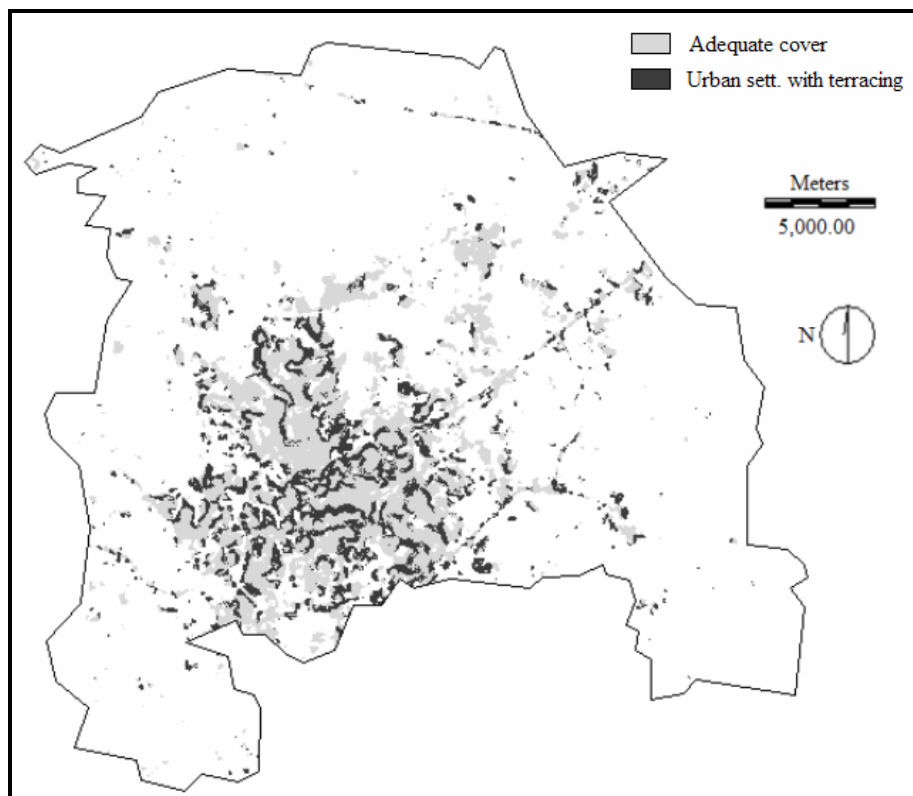 Adequate cover
Urban sett. with terracing
Meters
5,000.00
N